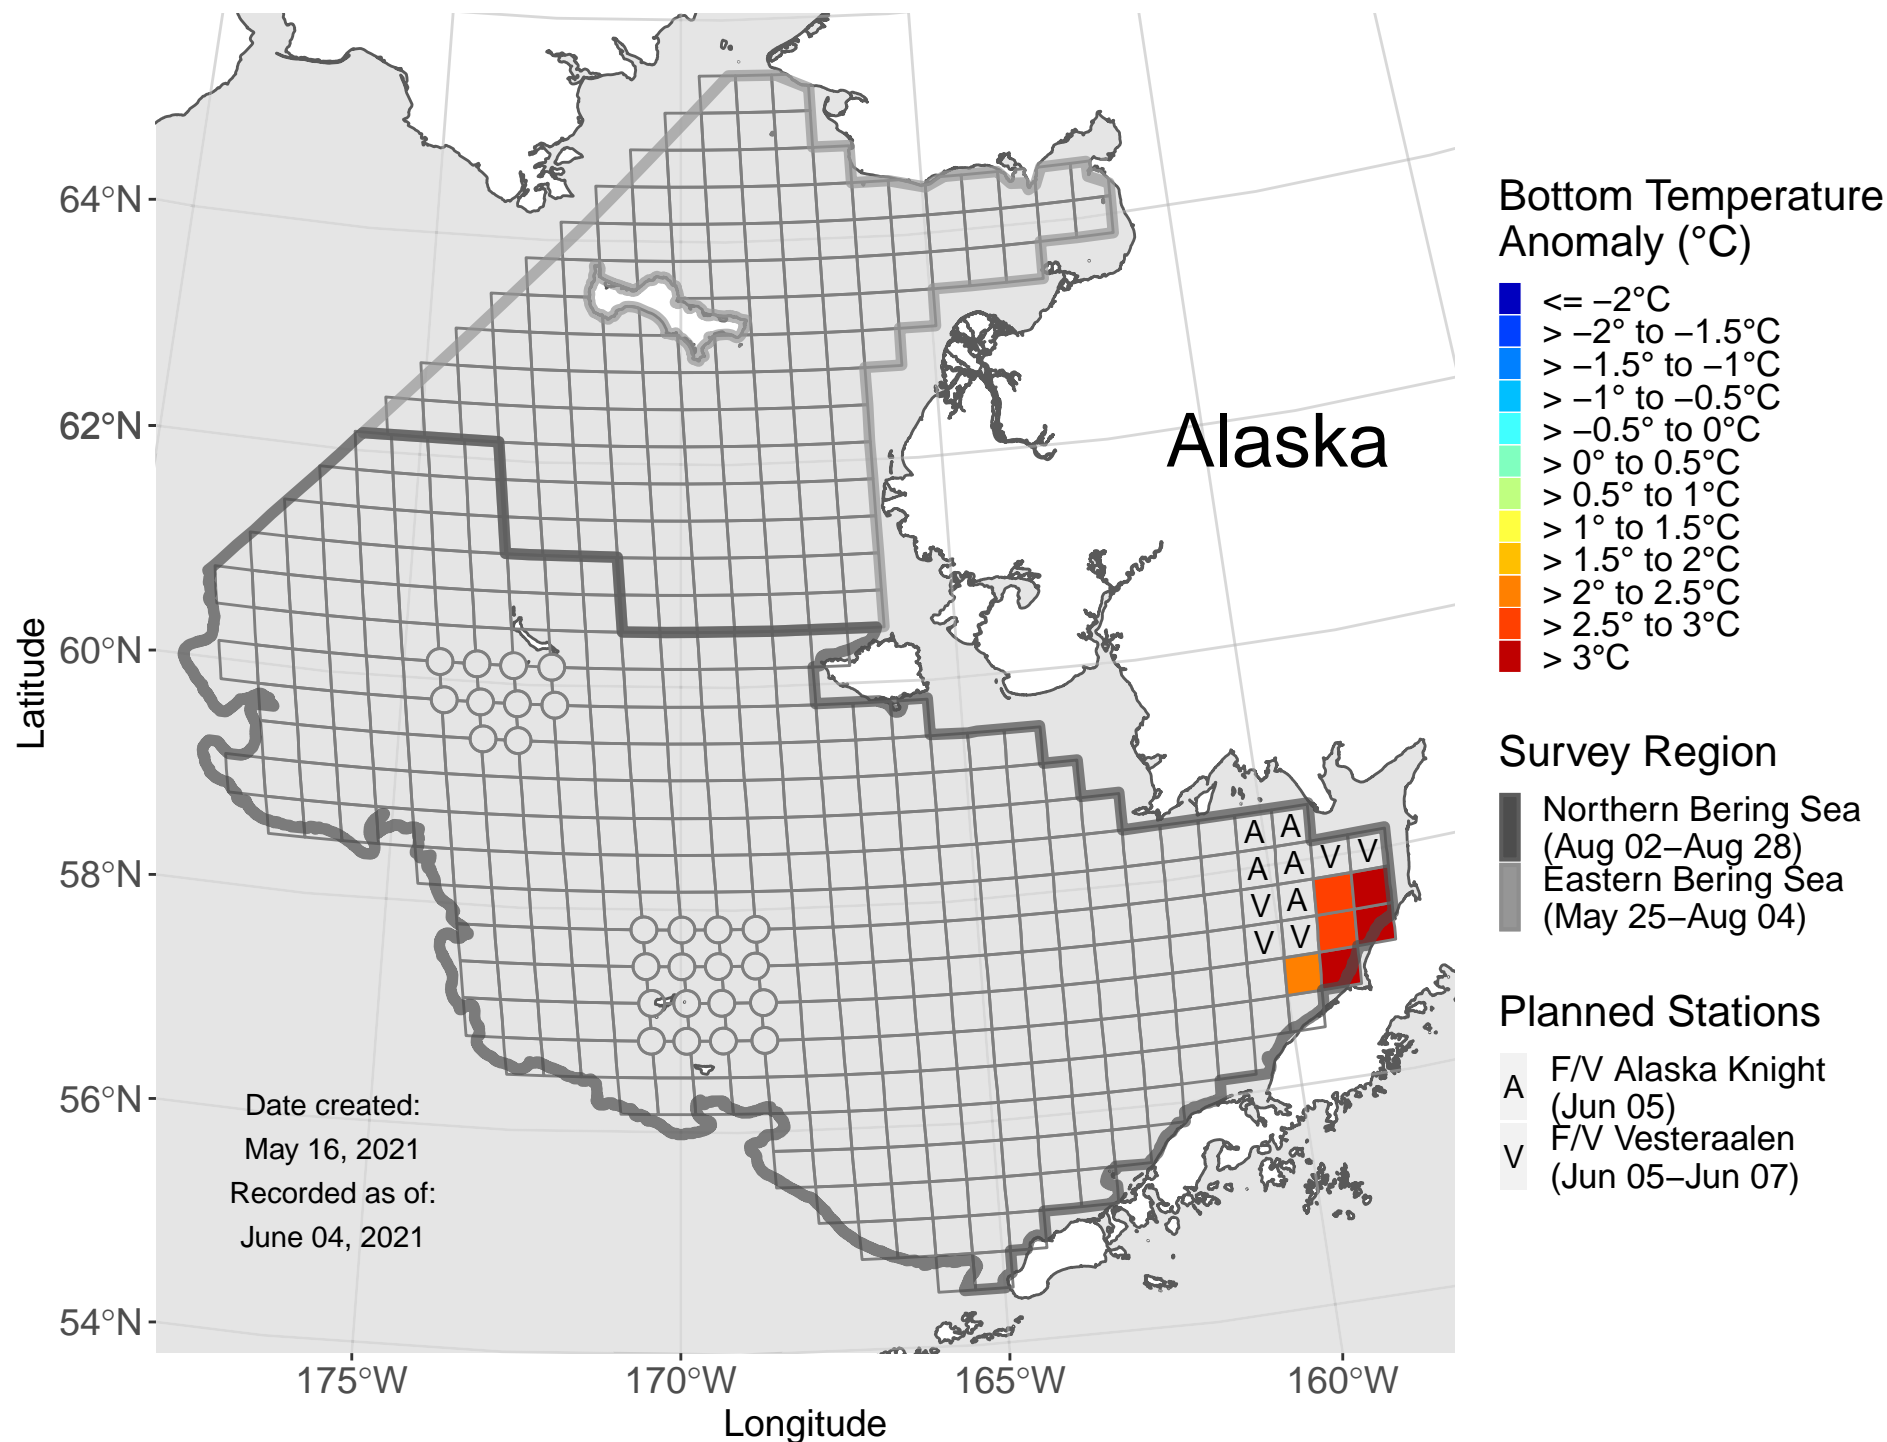 64°N
62°N
60°N
58°N
56°N
54°N
Latitude
175°W
170°W
165°W
160°W
Longitude
Alaska
A A
A A V V
V A
V V
Date created:
May 16, 2021
Recorded as of:
June 04, 2021
Bottom Temperature
Anomaly (°C)
<= −2°C
> −2° to −1.5°C
> −1.5° to −1°C
> −1° to −0.5°C
> −0.5° to 0°C
> 0° to 0.5°C
> 0.5° to 1°C
> 1° to 1.5°C
> 1.5° to 2°C
> 2° to 2.5°C
> 2.5° to 3°C
> 3°C
Survey Region
Northern Bering Sea
(Aug 02−Aug 28)
Eastern Bering Sea
(May 25−Aug 04)
Planned Stations
A F/V Alaska Knight
(Jun 05)
V F/V Vesteraalen
(Jun 05−Jun 07)